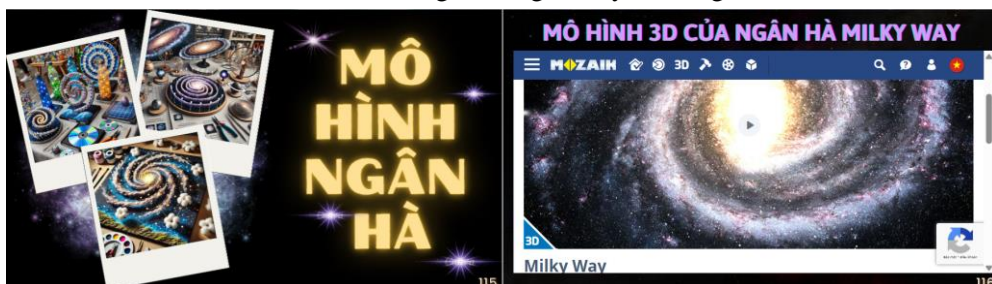 MÔ
HÌNH
NGÂN
HÀ
115
MÔ HÌNH 3D CỦA NGÂN HÀ MILKY WAY
MOZAIK 3D
3D
Milky Way
116